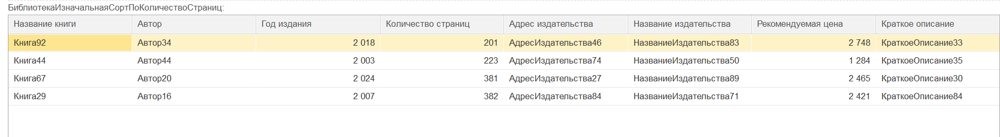 БиблиотекаИзначальнаяСортПоКоличествоСтраниц:
Название книги Автор Год издания Количество страниц Адрес издательства Название издательства Рекомендуемая цена Краткое описание
Книга92 Автор34 2 018 201 АдресИздательства46 НазваниеИздательства83 2 748 КраткоеОписание33
Книга44 Автор44 2 003 223 АдресИздательства74 НазваниеИздательства50 1 284 КраткоеОписание35
Книга67 Автор20 2 024 381 АдресИздательства27 НазваниеИздательства89 2 465 КраткоеОписание30
Книга29 Автор16 2 007 382 АдресИздательства84 НазваниеИздательства71 2 421 КраткоеОписание84